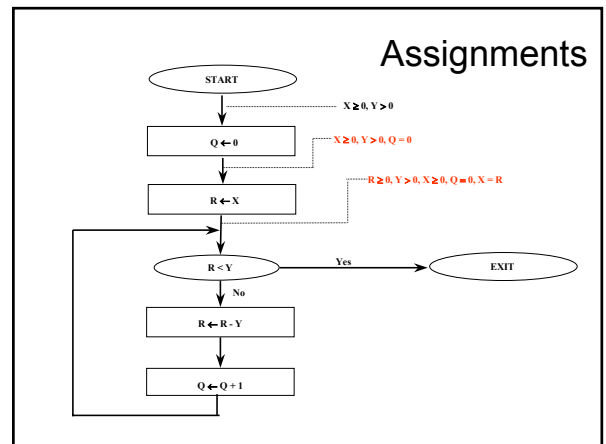 Assignments
START
X ≥ 0, Y > 0
Q ← 0
X ≥ 0, Y > 0, Q = 0
R ≥ 0, Y > 0, X ≥ 0, Q = 0, X = R
R ← X
R < Y
Yes
EXIT
No
R ← R - Y
Q ← Q + 1